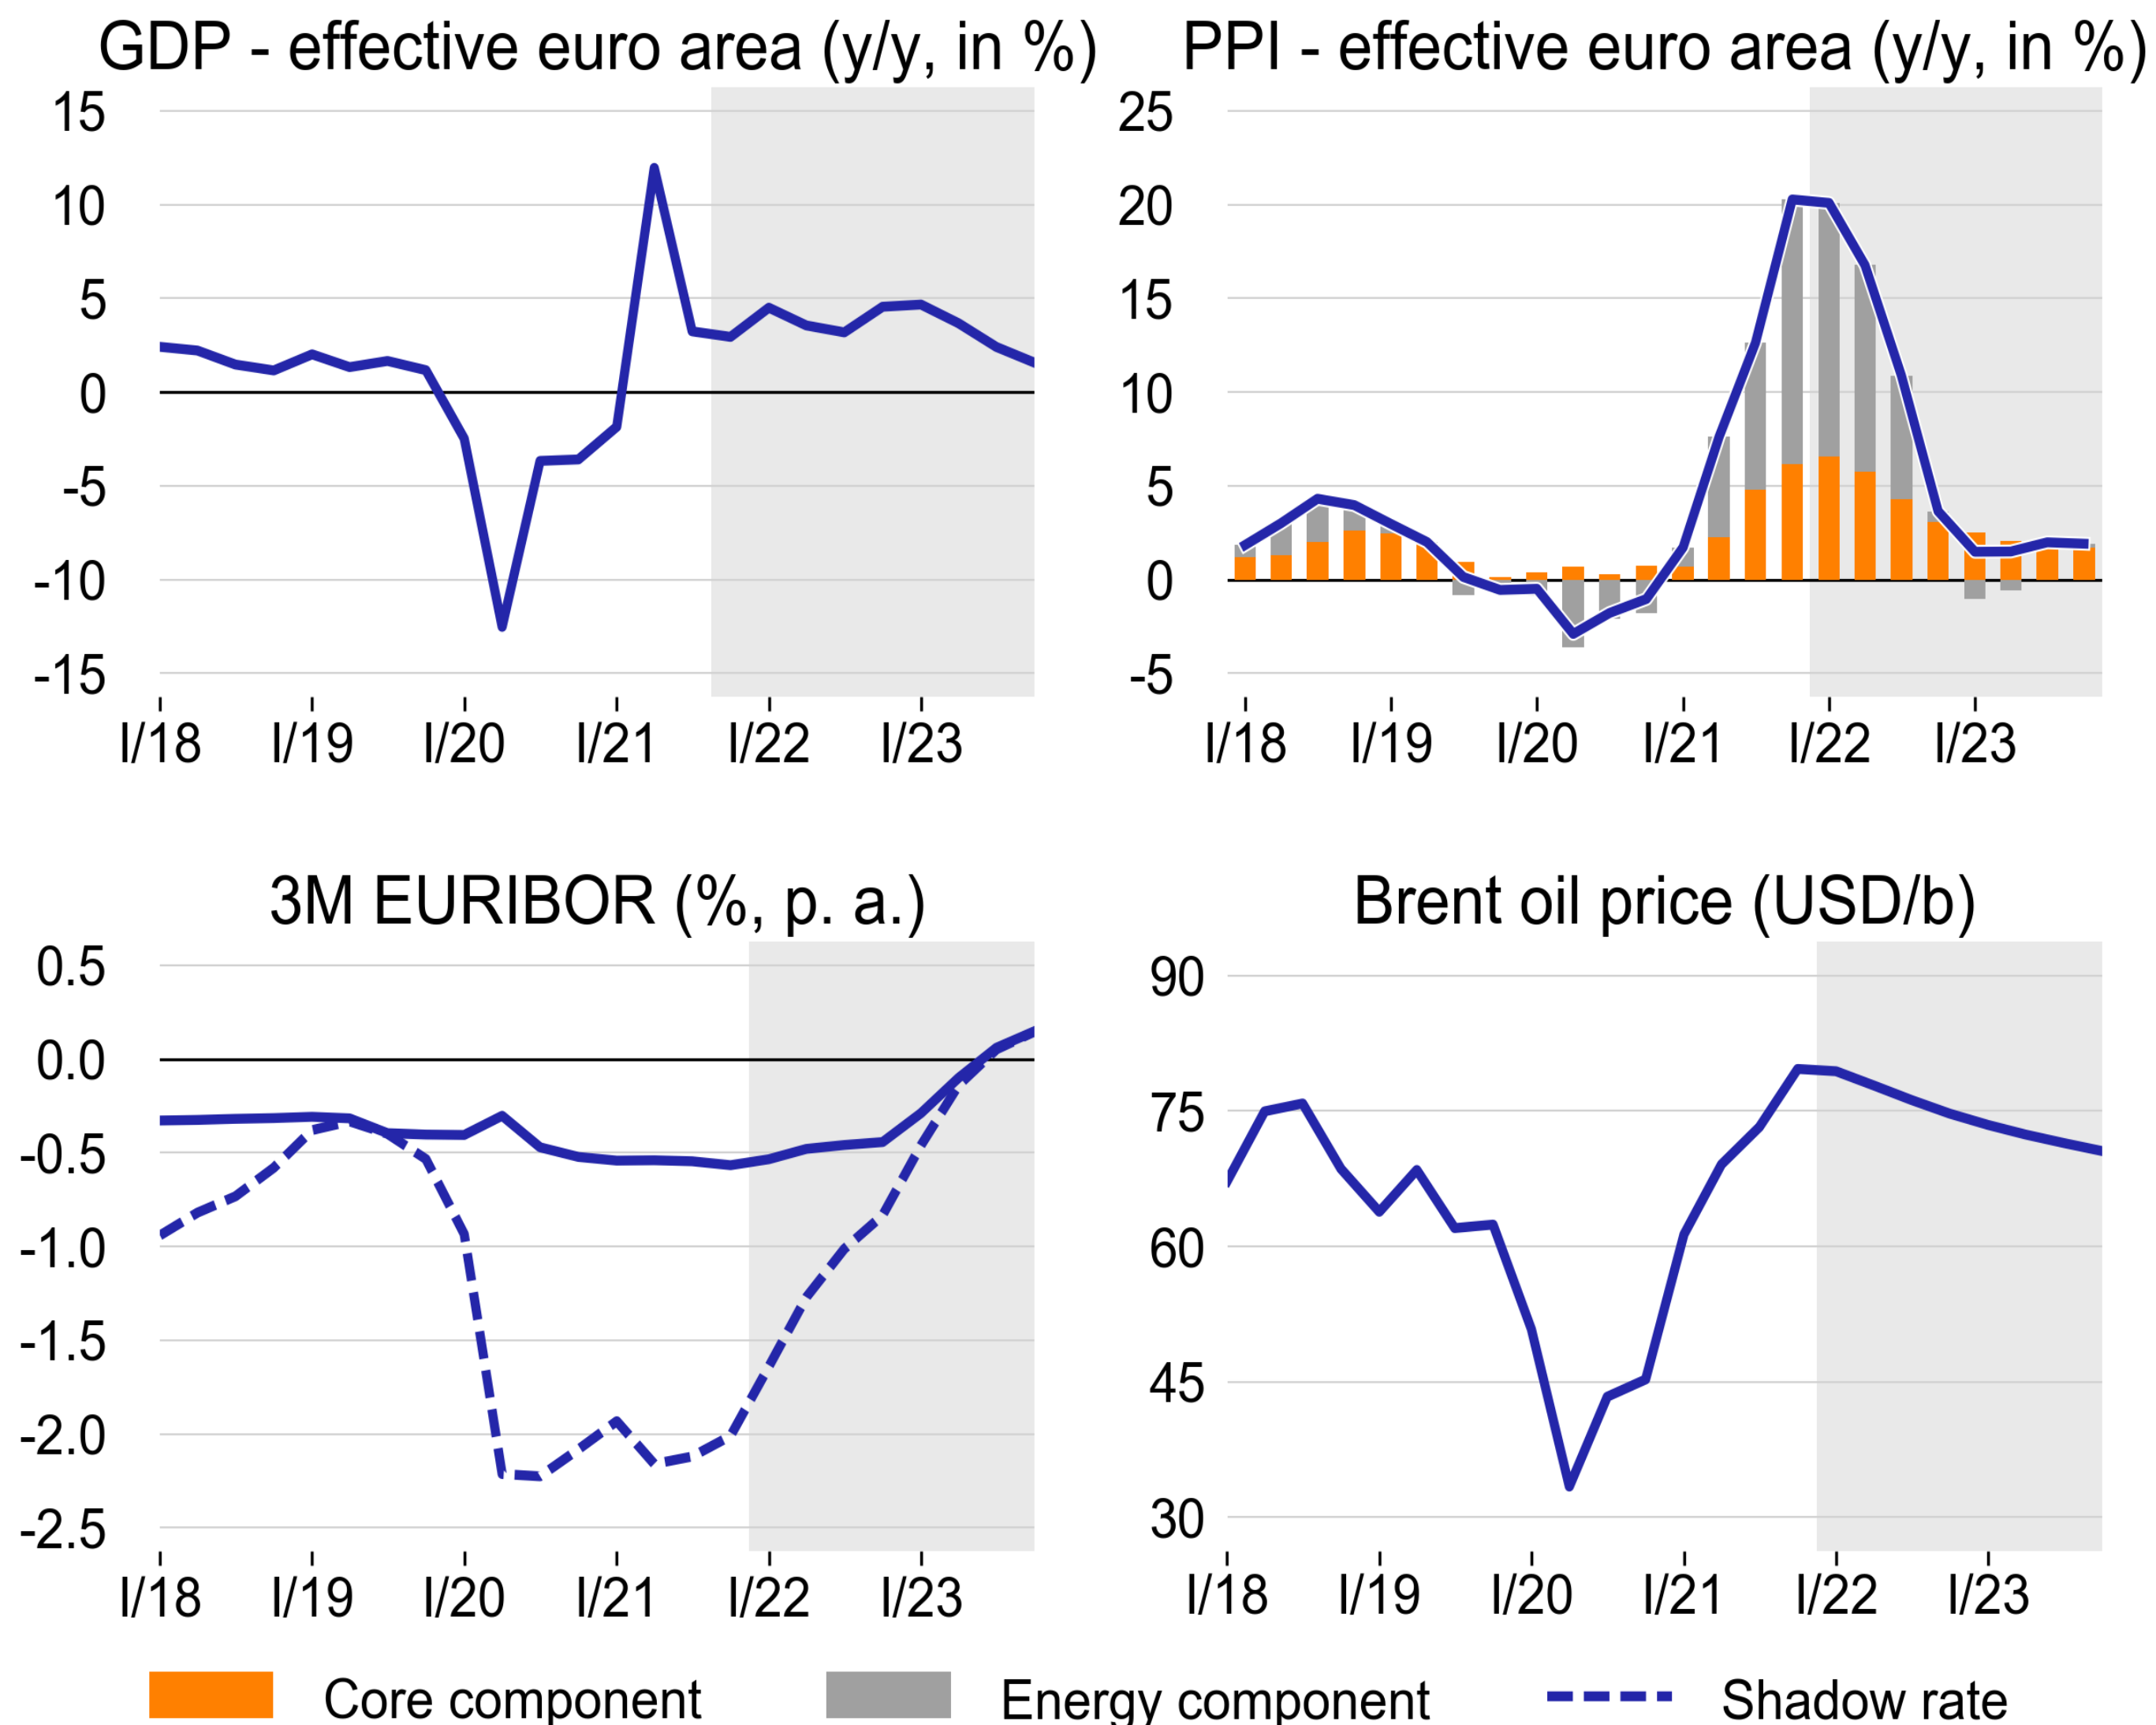 GDP - effective euro area (y/y, in %)
15
10
5
0
-5
-10
-15
I/18 I/19 I/20 I/21 I/22 I/23
PPI - effective euro area (y/y, in %)
25
20
15
10
5
0
-5
I/18 I/19 I/20 I/21 I/22 I/23
3M EURIBOR (%, p. a.)
0.5
0.0
-0.5
-1.0
-1.5
-2.0
-2.5
I/18 I/19 I/20 I/21 I/22 I/23
Brent oil price (USD/b)
90
75
60
45
30
I/18 I/19 I/20 I/21 I/22 I/23
Core component Energy component Shadow rate